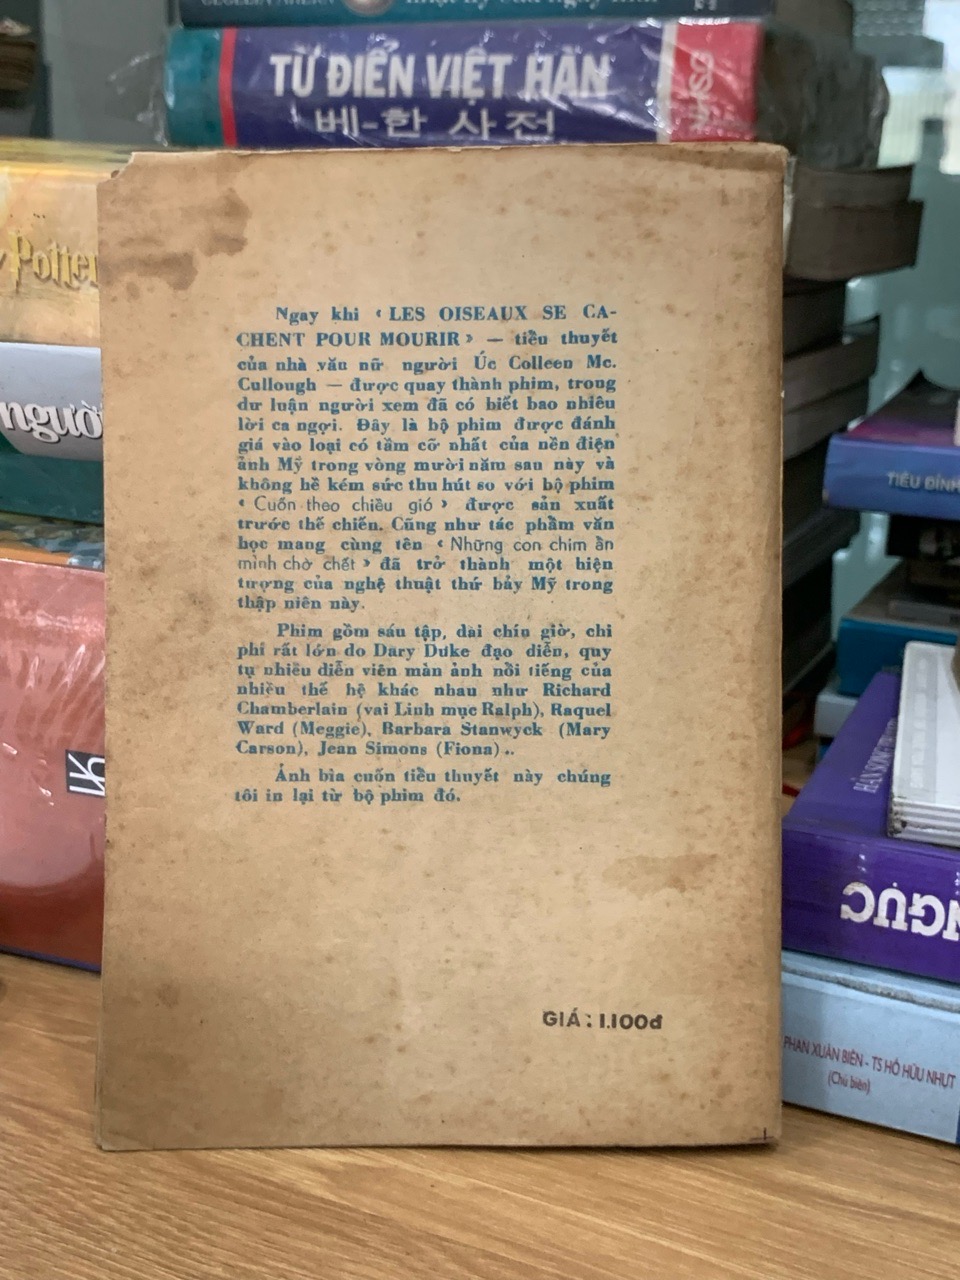 TỪ ĐIỂN VIỆT HÀN
베-한 사전
Potter
người
Ngay khi ‹ LES OISEAUX SE CA-
CHENT POUR MOURIR › — tiểu thuyết
của nhà văn nữ người Úc Colleen Mc.
Cullough — được quay thành phim, trong
dư luận người xem đã có biết bao nhiêu
lời ca ngợi. Đây là bộ phim được đánh
giá vào loại có tầm cỡ nhất của nền điện
ảnh Mỹ trong vòng mười năm sau này và
không hề kém sức thu hút so với bộ phim
‹ Cuốn theo chiều gió › được sản xuất
trước thế chiến. Cũng như tác phẩm văn
học mang cùng tên ‹ Những con chim ẩn
mình chờ chết › đã trở thành một hiện
tượng của nghệ thuật thứ bảy Mỹ trong
thập niên này.
Phim gồm sáu tập, dài chín giờ, chi
phí rất lớn do Dary Duke đạo diễn, quy
tụ nhiều diễn viên màn ảnh nổi tiếng của
nhiều thế hệ khác nhau như Richard
Chamberlain (vai Linh mục Ralph), Raquel
Ward (Meggie), Barbara Stanwyck (Mary
Carson), Jean Simons (Fiona)..
Ảnh bìa cuốn tiểu thuyết này chúng
tôi in lại từ bộ phim đó.
GIÁ : 1.100đ
TIỂU ĐÌNH
NGỤC
PHAN XUÂN BIÊN - TS HỒ HỮU NHỰT
(Chủ biên)